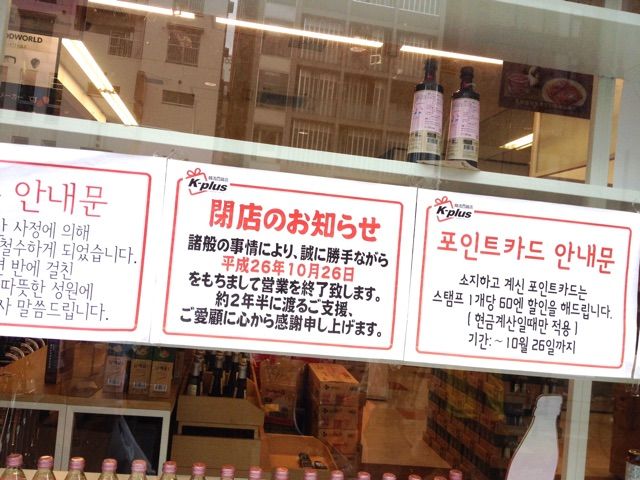 ODWORLD
안내문
사정에 의해
철수하게 되었습니다.
반에 걸친
따뜻한 성원에
사 말씀드립니다.
K-plus
閉店のお知らせ
諸般の事情により、誠に勝手ながら
平成26年10月26日
をもちまして営業を終了致します。
約2年半に渡るご支援、
ご愛顧に心から感謝申し上げます。
K-plus
포인트카드 안내문
소지하고 계신 포인트카드는
스탬프 1개당 60엔 할인을 해드립니다.
( 현금계산일때만 적용 )
기간: ~ 10월 26일까지